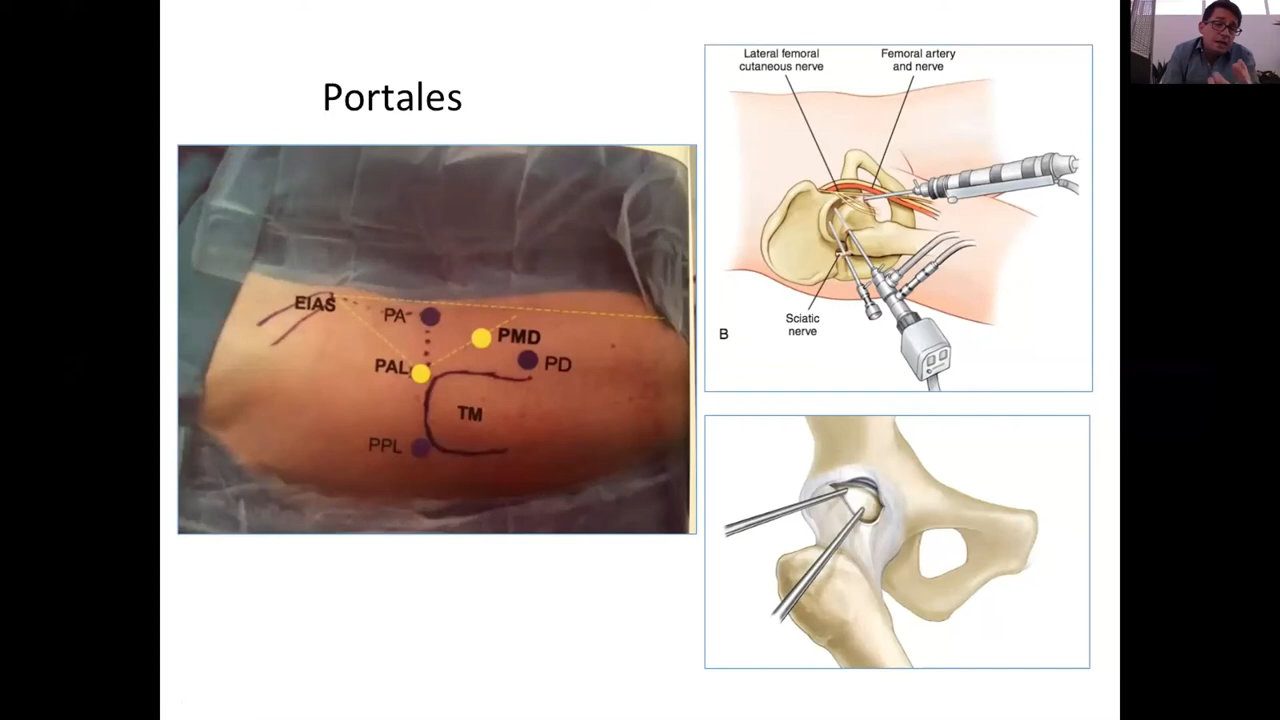 Portales
EIAS
PA
PAL
PMD
PD
TM
PPL
Lateral femoral
cutaneous nerve
Femoral artery
and nerve
Sciatic
nerve
B